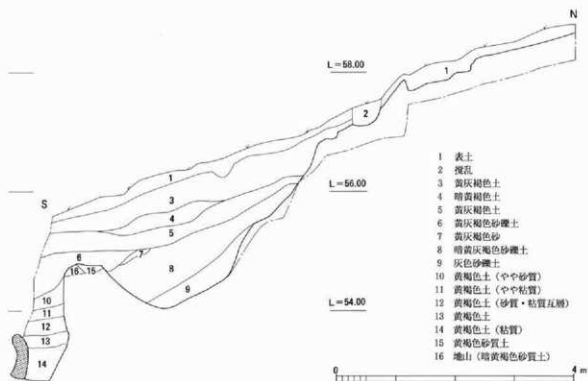 N
L＝58.00
1
2
1
S
L＝56.00
3
4
5
6
7
16
15
8
9
10
11
12
13
14
L＝54.00
1 表土
2 撹乱
3 黄灰褐色土
4 暗黄褐色土
5 黄灰色土
6 黄灰褐色砂礫土
7 黄灰褐色砂
8 暗黄灰褐色砂礫土
9 灰色砂礫土
10 黄褐色土（やや砂質）
11 黄褐色土（やや粘質）
12 黄褐色土（砂質・粘質互層）
13 黄褐色土
14 黄褐色土（粘質）
15 黄褐色砂質土
16 地山（暗黄褐色砂質土）
0 4 m